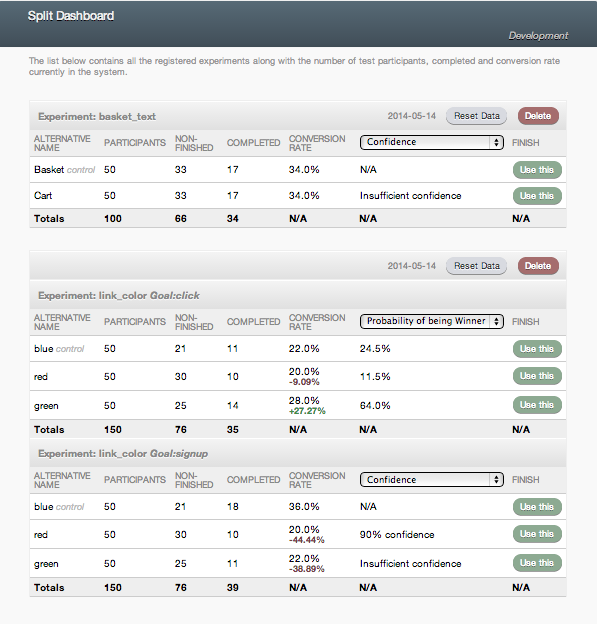 Split Dashboard
Development
The list below contains all the registered experiments along with the number of test participants, completed and conversion rate
currently in the system.
Experiment: basket_text 2014-05-14 Reset Data Delete
ALTERNATIVE NAME PARTICIPANTS NON-FINISHED COMPLETED CONVERSION RATE Confidence FINISH
Basket control 50 33 17 34.0% N/A Use this
Cart 50 33 17 34.0% Insufficient confidence Use this
Totals 100 66 34 N/A N/A N/A
2014-05-14 Reset Data Delete
Experiment: link_color Goal:click
ALTERNATIVE NAME PARTICIPANTS NON-FINISHED COMPLETED CONVERSION RATE Probability of being Winner FINISH
blue control 50 21 11 22.0% 24.5% Use this
red 50 30 10 20.0% -9.09% 11.5% Use this
green 50 25 14 28.0% +27.27% 64.0% Use this
Totals 150 76 35 N/A N/A N/A
Experiment: link_color Goal:signup
ALTERNATIVE NAME PARTICIPANTS NON-FINISHED COMPLETED CONVERSION RATE Confidence FINISH
blue control 50 21 18 36.0% N/A Use this
red 50 30 10 20.0% -44.44% 90% confidence Use this
green 50 25 11 22.0% -38.89% Insufficient confidence Use this
Totals 150 76 39 N/A N/A N/A